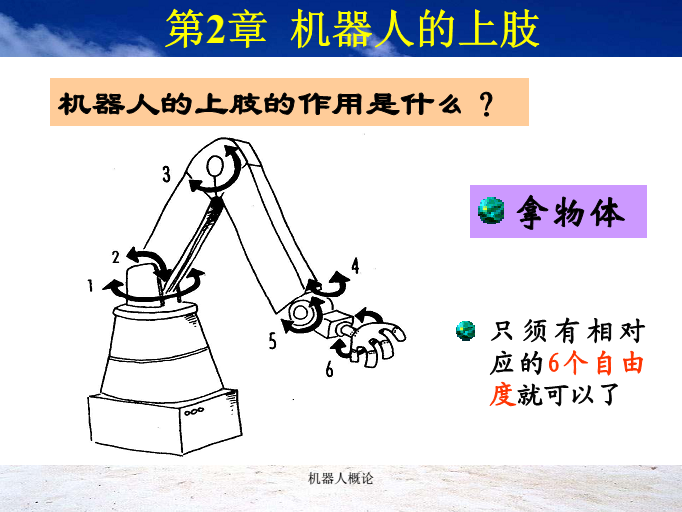 第2章 机器人的上肢
机器人的上肢的作用是什么？
3
2
1
4
5
6
拿物体
只须有相对
应的6个自由
度就可以了
机器人概论